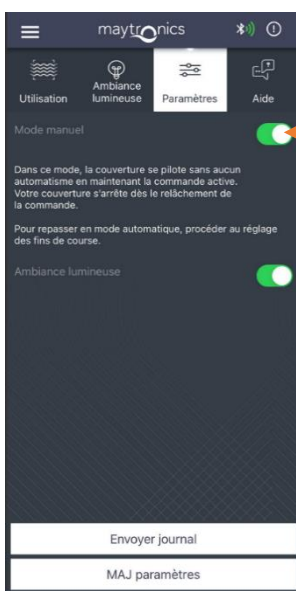 maytronics
Utilisation
Ambiance
lumineuse
Paramètres
Aide
Mode manuel
Dans ce mode, la couverture se pilote sans aucun
automatisme en maintenant la commande active.
Votre couverture s'arrête dès le relâchement de
la commande.
Pour repasser en mode automatique, procéder au réglage
des fins de course.
Ambiance lumineuse
Envoyer journal
MAJ paramètres